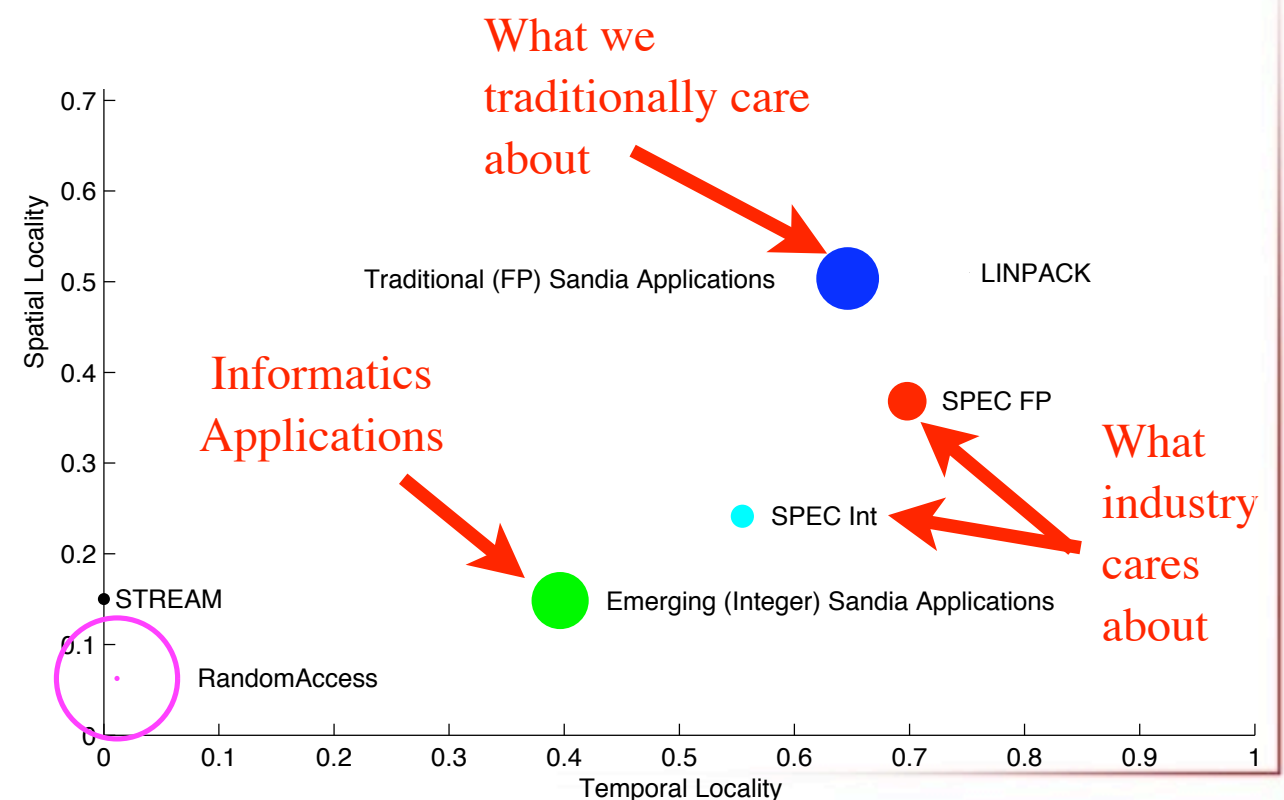 What we
traditionally care
about
0.7
0.6
0.5
0.4
0.3
0.2
0.1
0
Spatial Locality
Traditional (FP) Sandia Applications
LINPACK
Informatics
Applications
SPEC FP
What
industry
cares
about
SPEC Int
STREAM
Emerging (Integer) Sandia Applications
RandomAccess
0 0.1 0.2 0.3 0.4 0.5 0.6 0.7 0.8 0.9 1
Temporal Locality